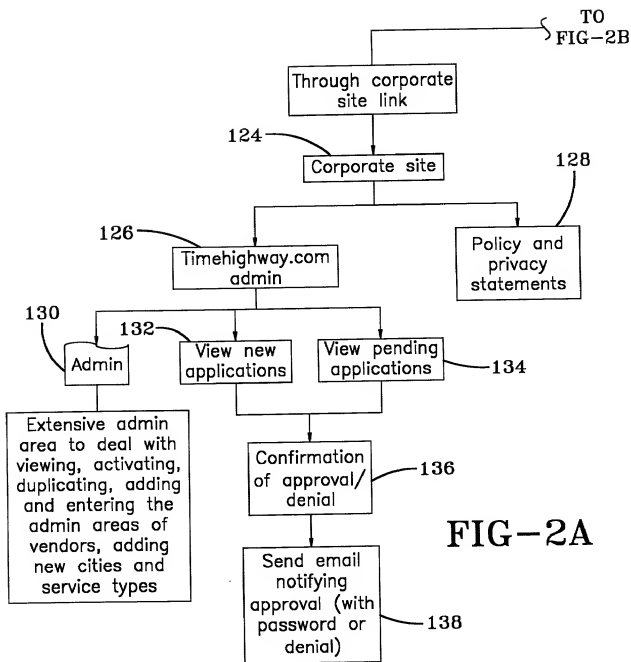 TO
FIG-2B
Through corporate
site link
124
Corporate site
128
Policy and
privacy
statements
126
Timehighway.com
admin
130
Admin
132
View new
applications
View pending
applications
134
Extensive admin
area to deal with
viewing, activating,
duplicating, adding
and entering the
admin areas of
vendors, adding
new cities and
service types
Confirmation
of approval/
denial
136
FIG-2A
Send email
notifying
approval (with
password or
denial)
138